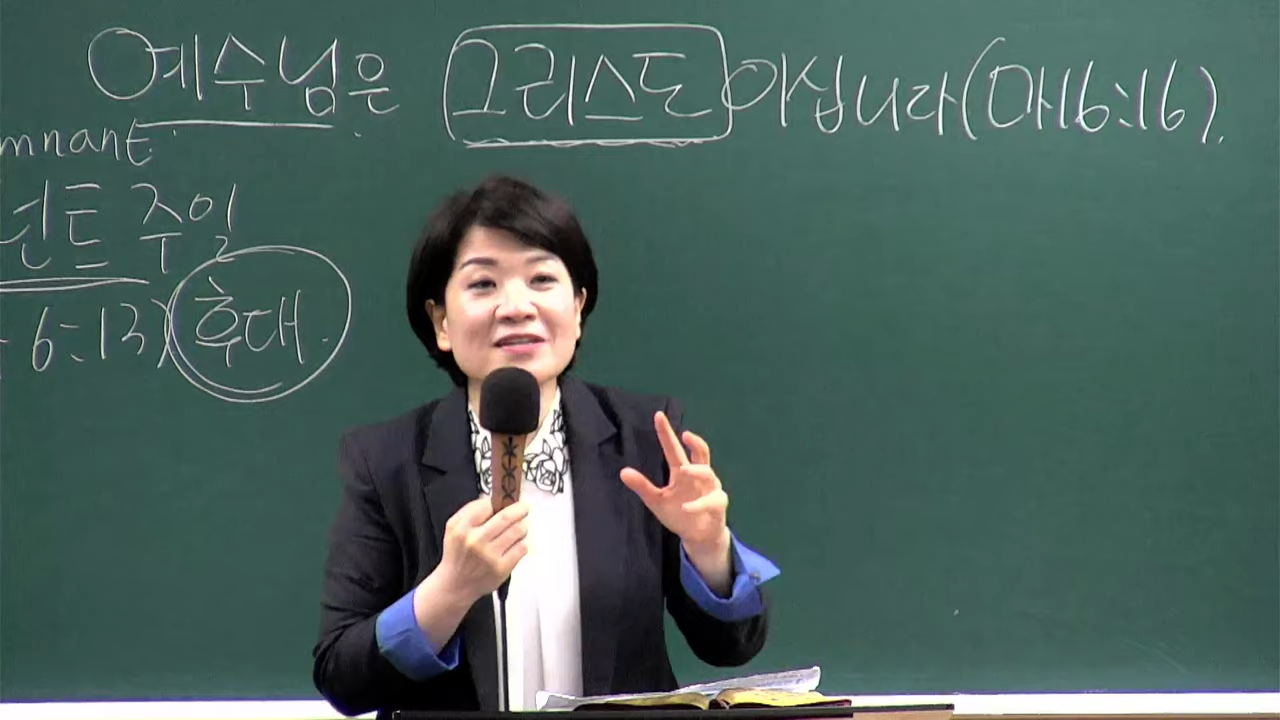 예수님은 그리스도 이십니다(마16:16).
mnant.
넌트 주일
6:13) 후대.